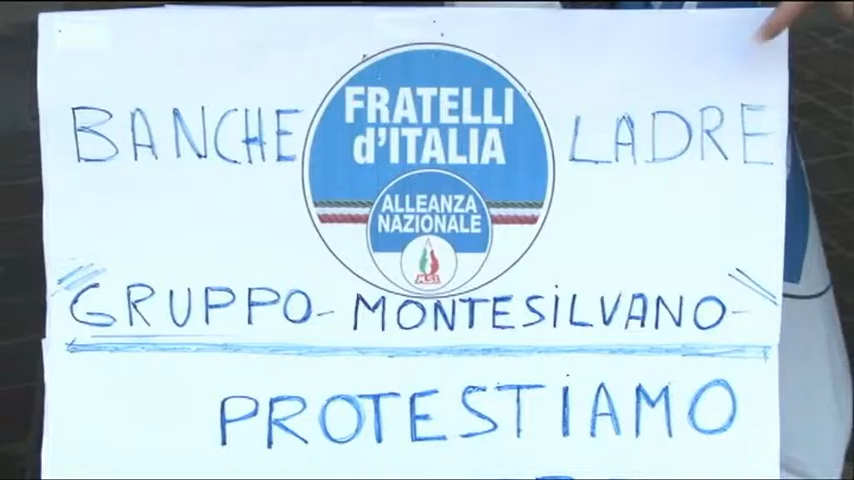 BANCHE LADRE
FRATELLI
d'ITALIA
ALLEANZA
NAZIONALE
M.S.I.
GRUPPO - MONTESILVANO -
PROTESTIAMO